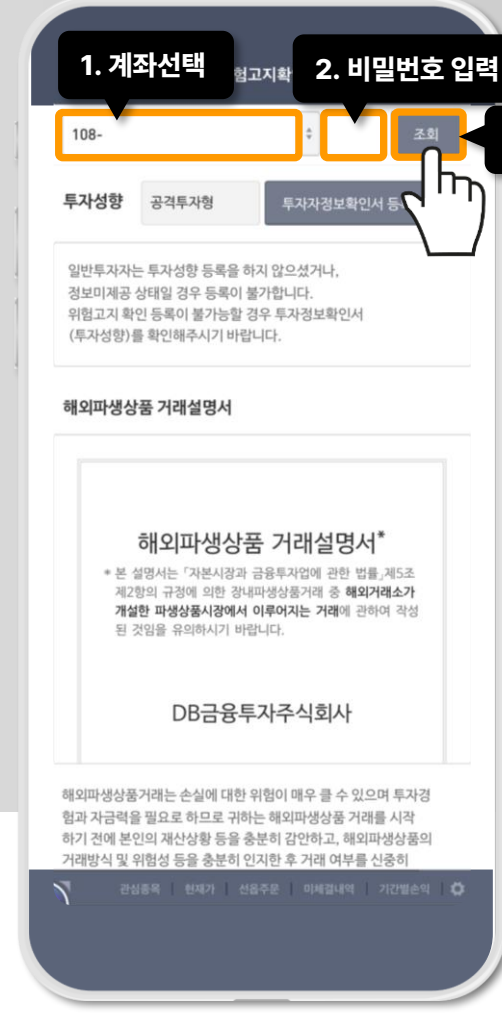 1. 계좌선택
험고지확
2. 비밀번호 입력
108-
조회
투자성향
공격투자형
투자자정보확인서 등
일반투자자는 투자성향 등록을 하지 않으셨거나,
정보미제공 상태일 경우 등록이 불가합니다.
위험고지 확인 등록이 불가능할 경우 투자정보확인서
(투자성향)를 확인해주시기 바랍니다.
해외파생상품 거래설명서
해외파생상품 거래설명서*
* 본 설명서는 「자본시장과 금융투자업에 관한 법률」제5조
제2항의 규정에 의한 장내파생상품거래 중 해외거래소가
개설한 파생상품시장에서 이루어지는 거래에 관하여 작성
된 것임을 유의하시기 바랍니다.
DB금융투자주식회사
해외파생상품거래는 손실에 대한 위험이 매우 클 수 있으며 투자경
험과 자금력을 필요로 하므로 귀하는 해외파생상품 거래를 시작
하기 전에 본인의 재산상황 등을 충분히 감안하고, 해외파생상품의
거래방식 및 위험성 등을 충분히 인지한 후 거래 여부를 신중히
관심종목 | 현재가 | 선옵주문 | 미체결내역 | 기간별손익